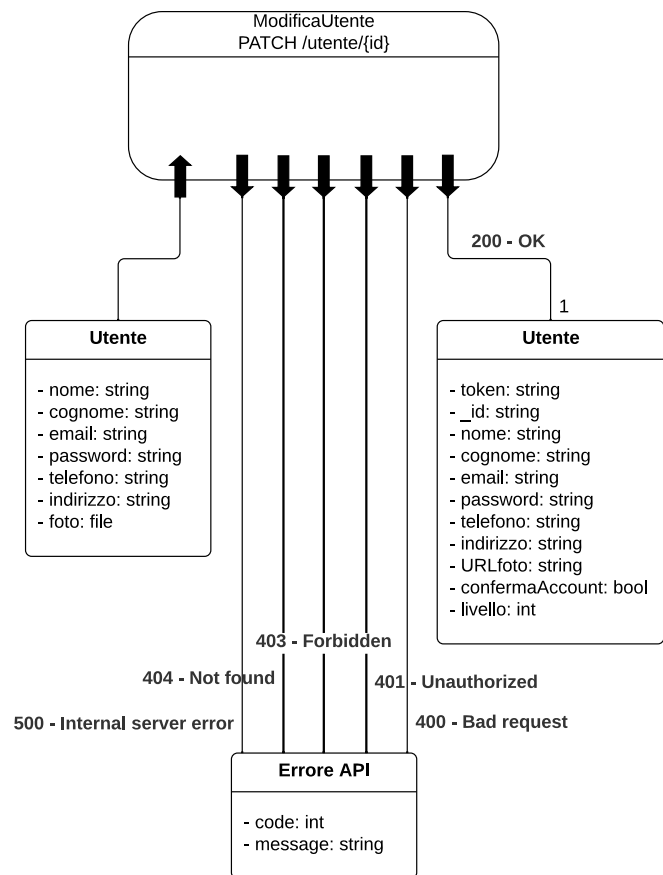 ModificaUtente
PATCH /utente/{id}
200 - OK
1
Utente
- nome: string
- cognome: string
- email: string
- password: string
- telefono: string
- indirizzo: string
- foto: file
Utente
- token: string
- _id: string
- nome: string
- cognome: string
- email: string
- password: string
- telefono: string
- indirizzo: string
- URLfoto: string
- confermaAccount: bool
- livello: int
403 - Forbidden
404 - Not found
401 - Unauthorized
500 - Internal server error
400 - Bad request
Errore API
- code: int
- message: string